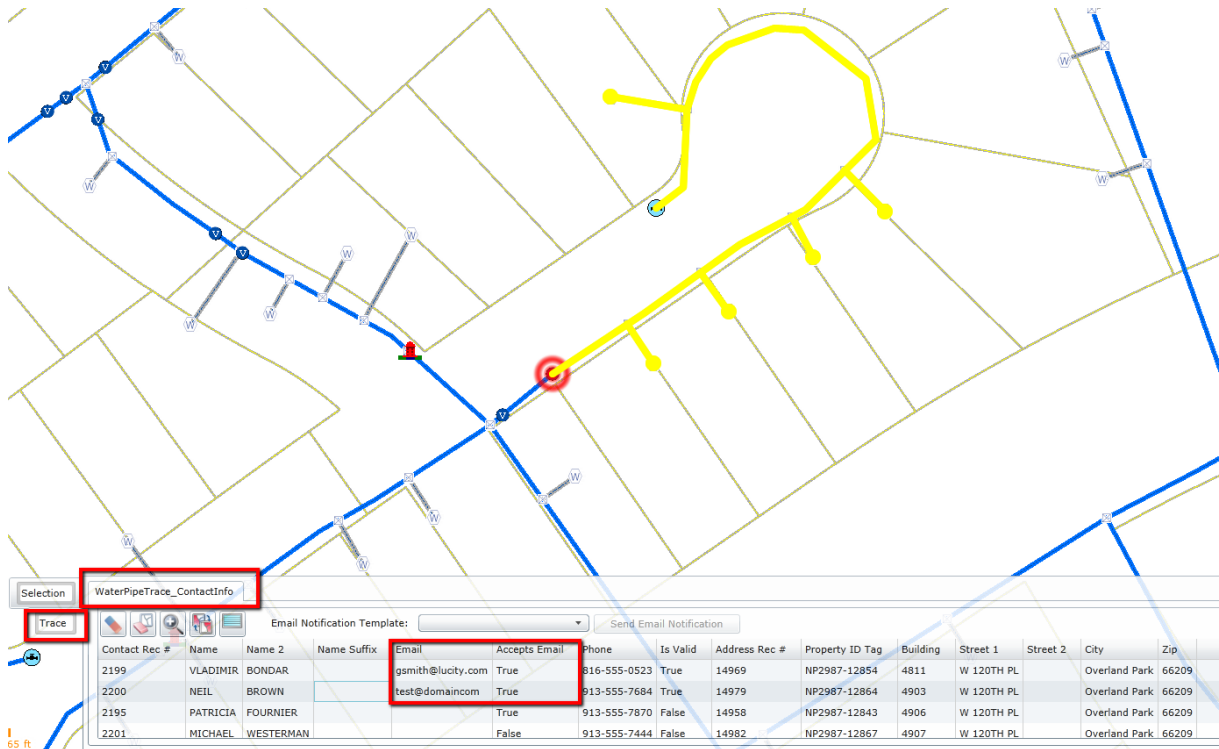 W
V
W
V
V
V
W
W
W
V
W
V
W
W
W
V
W
W
W
W
Selection
WaterPipeTrace_ContactInfo
Trace
Email Notification Template:
Send Email Notification
Contact Rec # Name Name 2 Name Suffix Email Accepts Email Phone Is Valid Address Rec # Property ID Tag Building Street 1 Street 2 City Zip
2199 VLADIMIR BONDAR gsmith@lucity.com True 816-555-0523 True 14969 NP2987-12854 4811 W 120TH PL Overland Park 66209
2200 NEIL BROWN test@domaincom True 913-555-7684 True 14979 NP2987-12864 4903 W 120TH PL Overland Park 66209
2195 PATRICIA FOURNIER True 913-555-7870 False 14958 NP2987-12843 4906 W 120TH PL Overland Park 66209
2201 MICHAEL WESTERMAN False 913-555-7444 False 14982 NP2987-12867 4907 W 120TH PL Overland Park 66209
65 ft